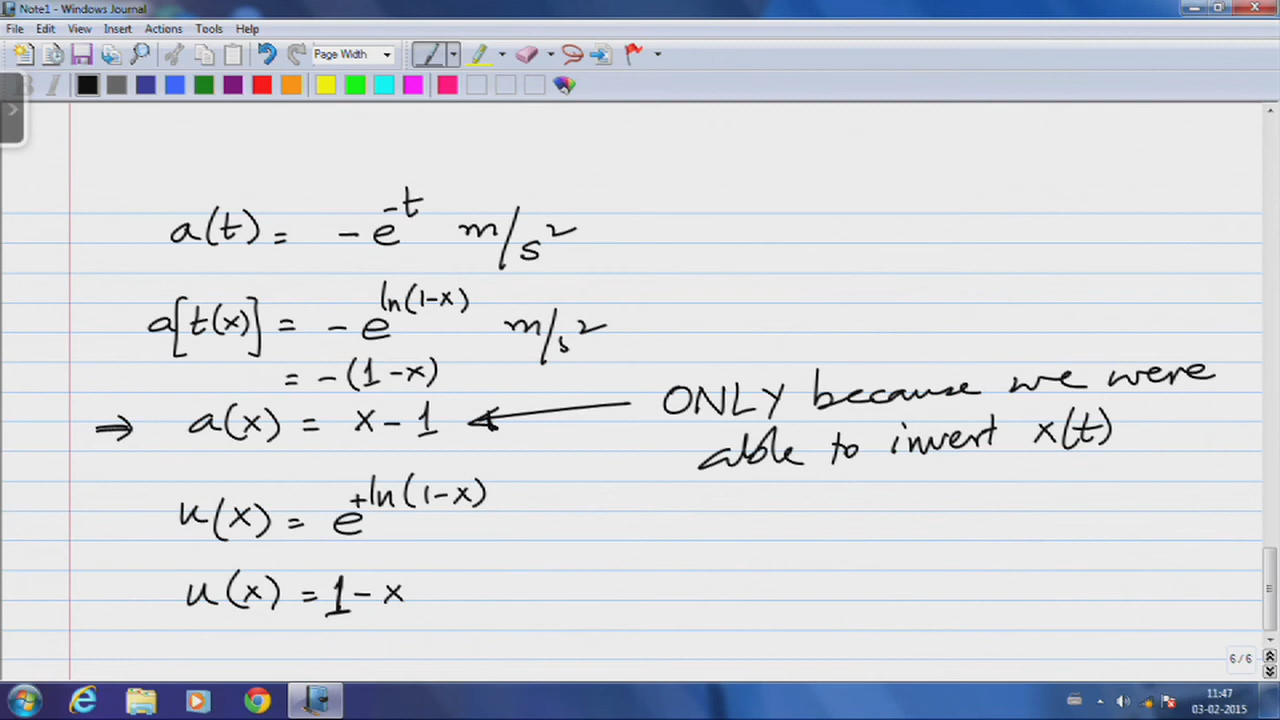 Note1 - Windows Journal
File Edit View Insert Actions Tools Help
Page Width
B I
a(t) = -e^{-t} m/s²
a[t(x)] = -e^{ln(1-x)} m/s²
= -(1-x)
⇒ a(x) = x-1 ← ONLY because we were
able to invert x(t)
u(x) = e^{+ln(1-x)}
u(x) = 1-x
6/6
11:47
03-02-2015